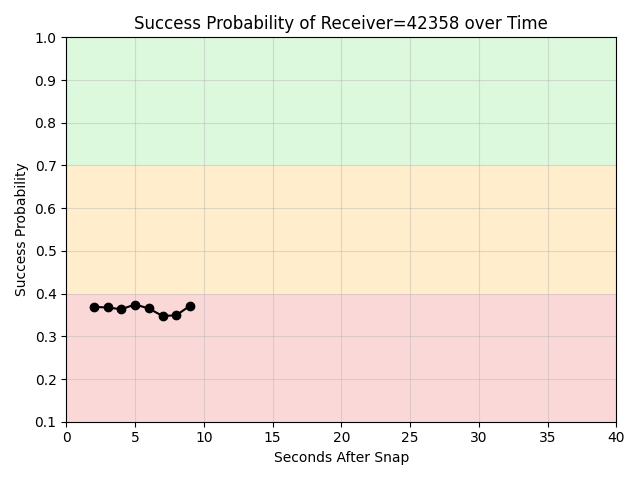 Success Probability of Receiver=42358 over Time
1.0
0.9
0.8
0.7
0.6
0.5
0.4
0.3
0.2
0.1
Success Probability
0 5 10 15 20 25 30 35 40
Seconds After Snap